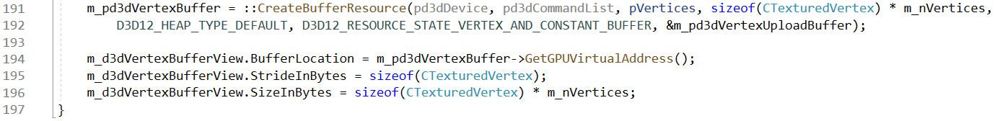 191 m_pd3dVertexBuffer = ::CreateBufferResource(pd3dDevice, pd3dCommandList, pVertices, sizeof(CTexturedVertex) * m_nVertices,
192 D3D12_HEAP_TYPE_DEFAULT, D3D12_RESOURCE_STATE_VERTEX_AND_CONSTANT_BUFFER, &m_pd3dVertexUploadBuffer);
193
194 m_d3dVertexBufferView.BufferLocation = m_pd3dVertexBuffer->GetGPUVirtualAddress();
195 m_d3dVertexBufferView.StrideInBytes = sizeof(CTexturedVertex);
196 m_d3dVertexBufferView.SizeInBytes = sizeof(CTexturedVertex) * m_nVertices;
197 }